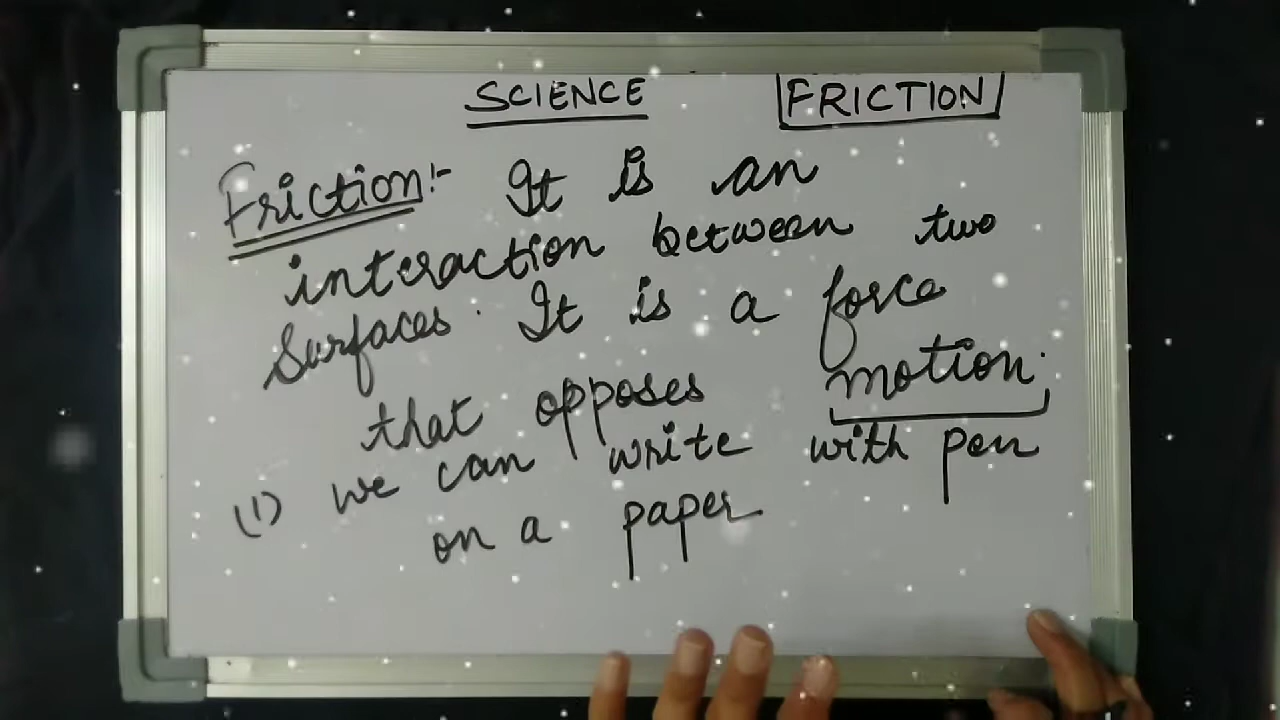 SCIENCE FRICTION
Friction:- It is an
interaction between two
Surfaces. It is a force
that opposes motion.
(1) we can write with pen
on a paper